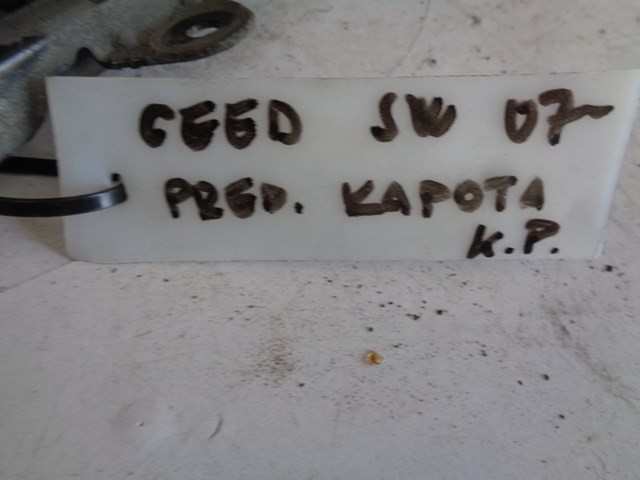 CEED SW 07~
PRED. KAPOTA
K.P.